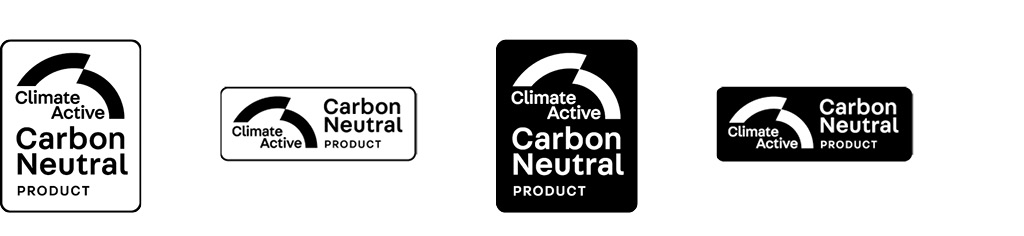 Climate
Active
Carbon
Neutral
PRODUCT
Climate
Active
Carbon
Neutral
PRODUCT
Climate
Active
Carbon
Neutral
PRODUCT
Climate
Active
Carbon
Neutral
PRODUCT